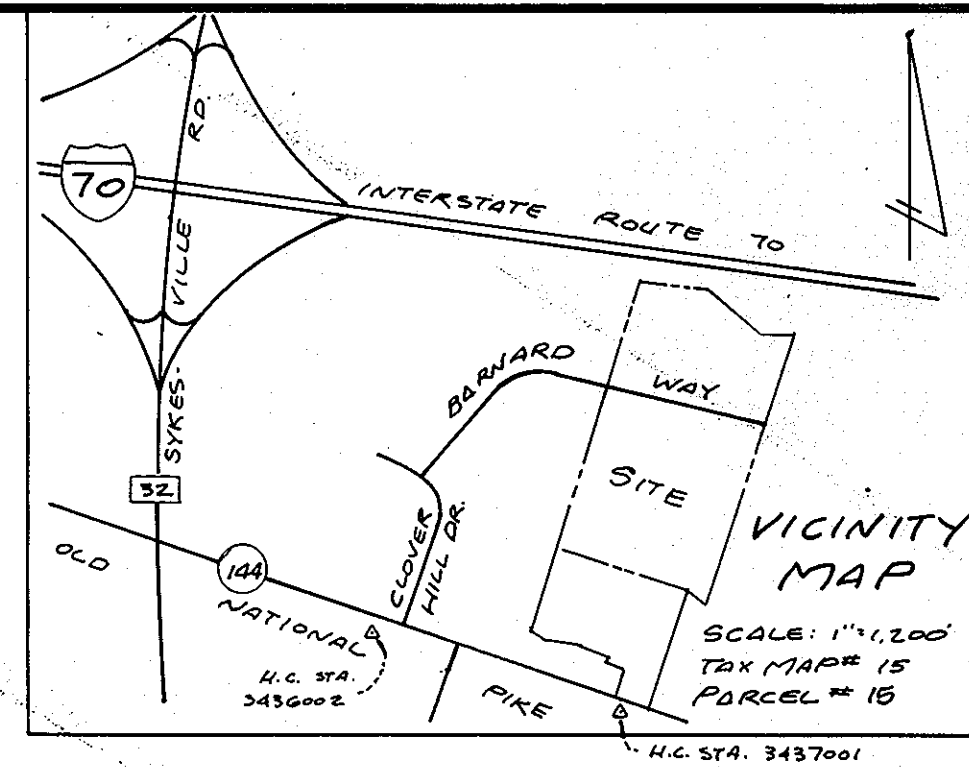 SYKES-VILLE RD.
70
INTERSTATE ROUTE 70
BARNARD WAY
SITE
32
OLD NATIONAL PIKE
144
CLOVER
HILL DR.
H.C. STA.
3436002
VICINITY
MAP
SCALE: 1"=1,200'
TAX MAP# 15
PARCEL # 15
H.C. STA. 3437001